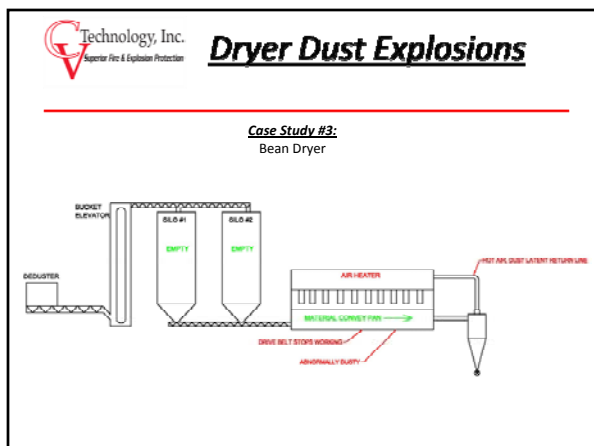 CV Technology, Inc.
Superior Fire & Explosion Protection
Dryer Dust Explosions
Case Study #3:
Bean Dryer
BUCKET
ELEVATOR
SILO #1
SILO #2
EMPTY
EMPTY
DEDUSTER
HOT AIR, DUST LATENT RETURN LINE
AIR HEATER
MATERIAL CONVEY PAN
DRIVE BELT STOPS WORKING
ABNORMALLY DUSTY